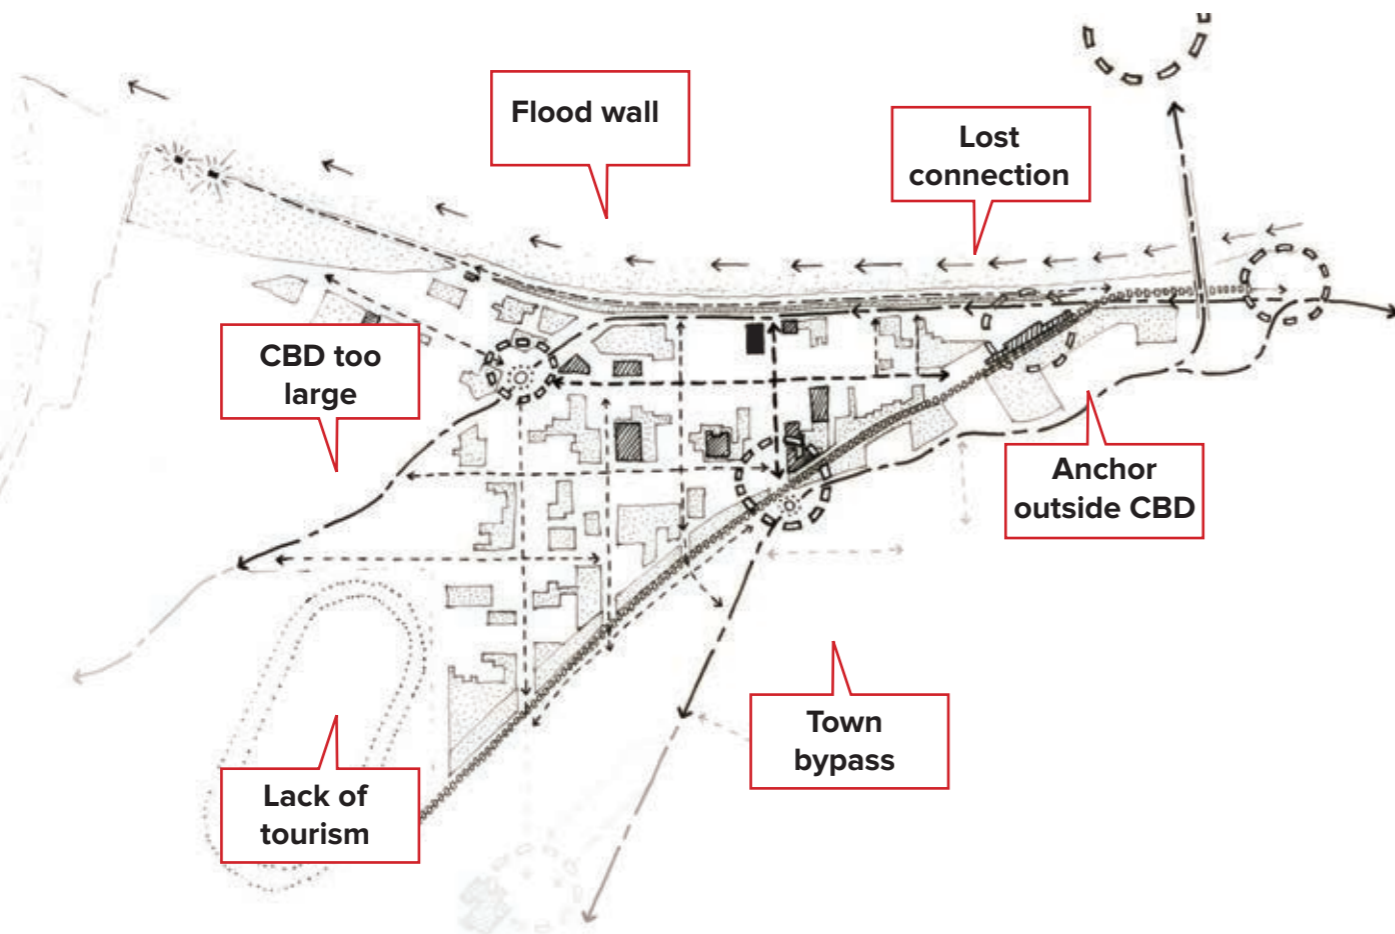 Flood wall
Lost
connection
CBD too
large
Anchor
outside CBD
Town
bypass
Lack of
tourism